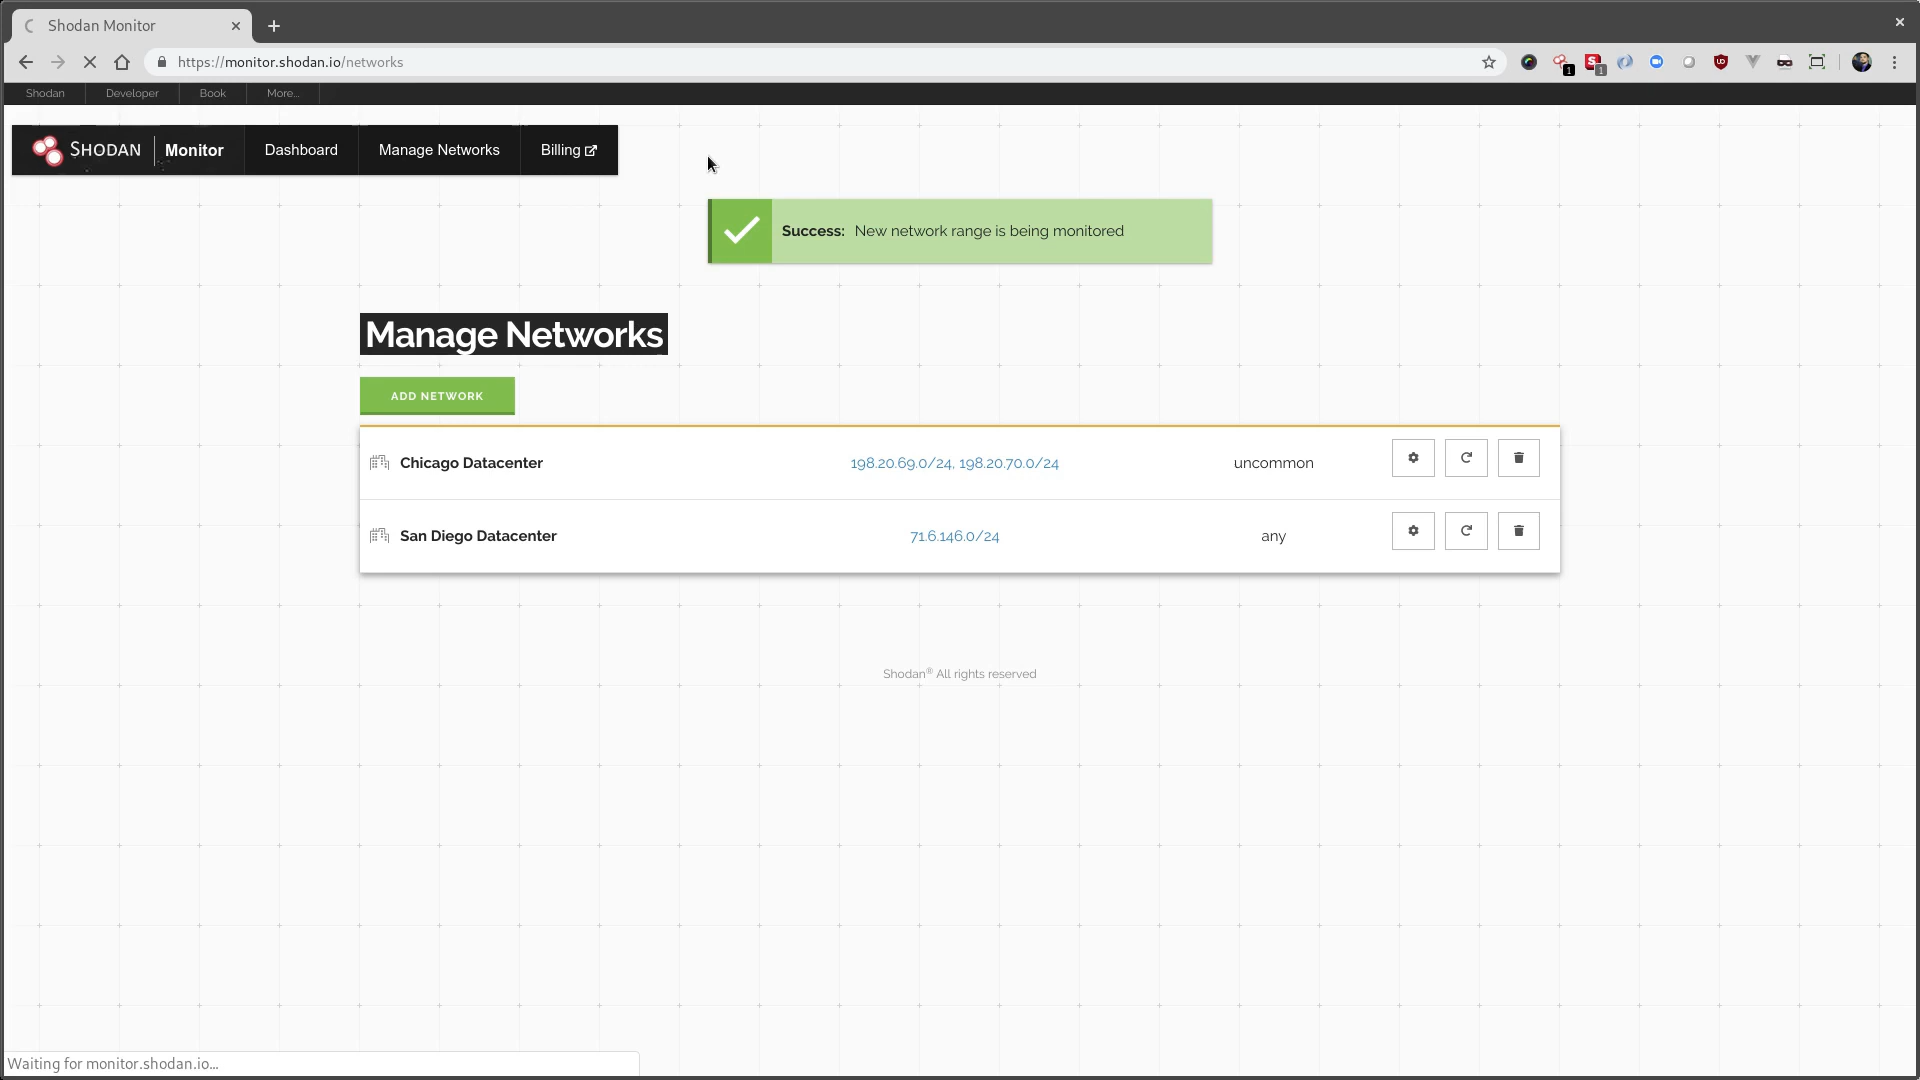 Shodan Monitor
https://monitor.shodan.io/networks
1
1
Shodan Developer Book More...
SHODAN Monitor Dashboard Manage Networks Billing
Success: New network range is being monitored
Manage Networks
ADD NETWORK
Chicago Datacenter 198.20.69.0/24, 198.20.70.0/24 uncommon
San Diego Datacenter 71.6.146.0/24 any
Shodan® All rights reserved
Waiting for monitor.shodan.io...